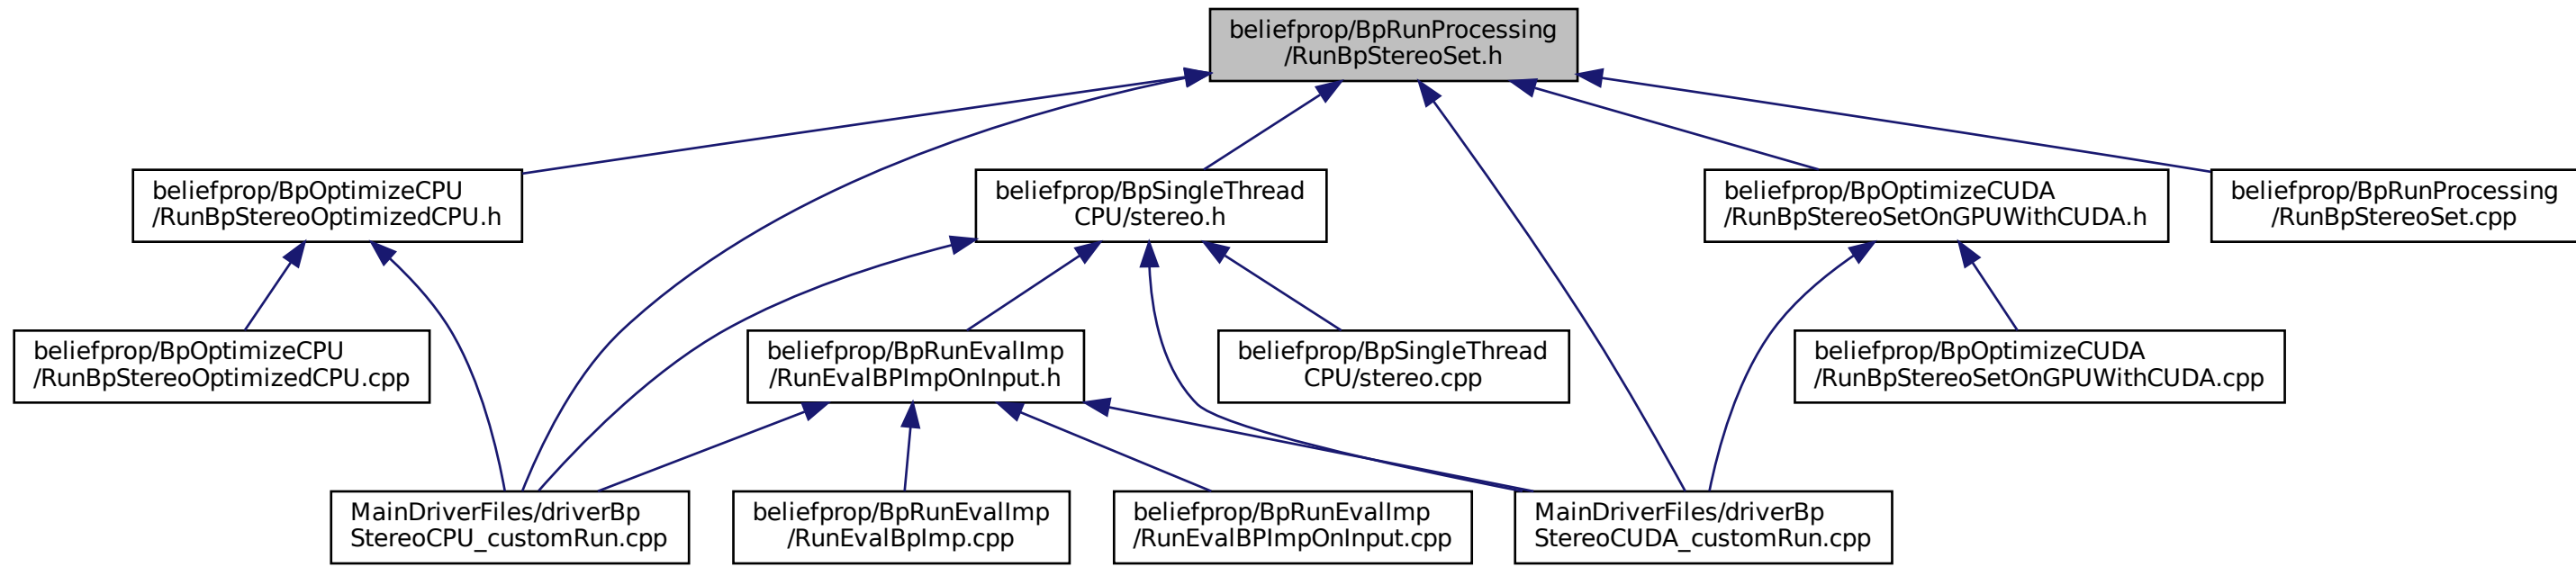 beliefprop/BpRunProcessing
/RunBpStereoSet.h
beliefprop/BpOptimizeCPU
/RunBpStereoOptimizedCPU.h
beliefprop/BpSingleThread
CPU/stereo.h
beliefprop/BpOptimizeCUDA
/RunBpStereoSetOnGPUWithCUDA.h
beliefprop/BpRunProcessing
/RunBpStereoSet.cpp
beliefprop/BpOptimizeCPU
/RunBpStereoOptimizedCPU.cpp
beliefprop/BpRunEvalImp
/RunEvalBPImpOnInput.h
beliefprop/BpSingleThread
CPU/stereo.cpp
beliefprop/BpOptimizeCUDA
/RunBpStereoSetOnGPUWithCUDA.cpp
MainDriverFiles/driverBp
StereoCPU_customRun.cpp
beliefprop/BpRunEvalImp
/RunEvalBpImp.cpp
beliefprop/BpRunEvalImp
/RunEvalBPImpOnInput.cpp
MainDriverFiles/driverBp
StereoCUDA_customRun.cpp